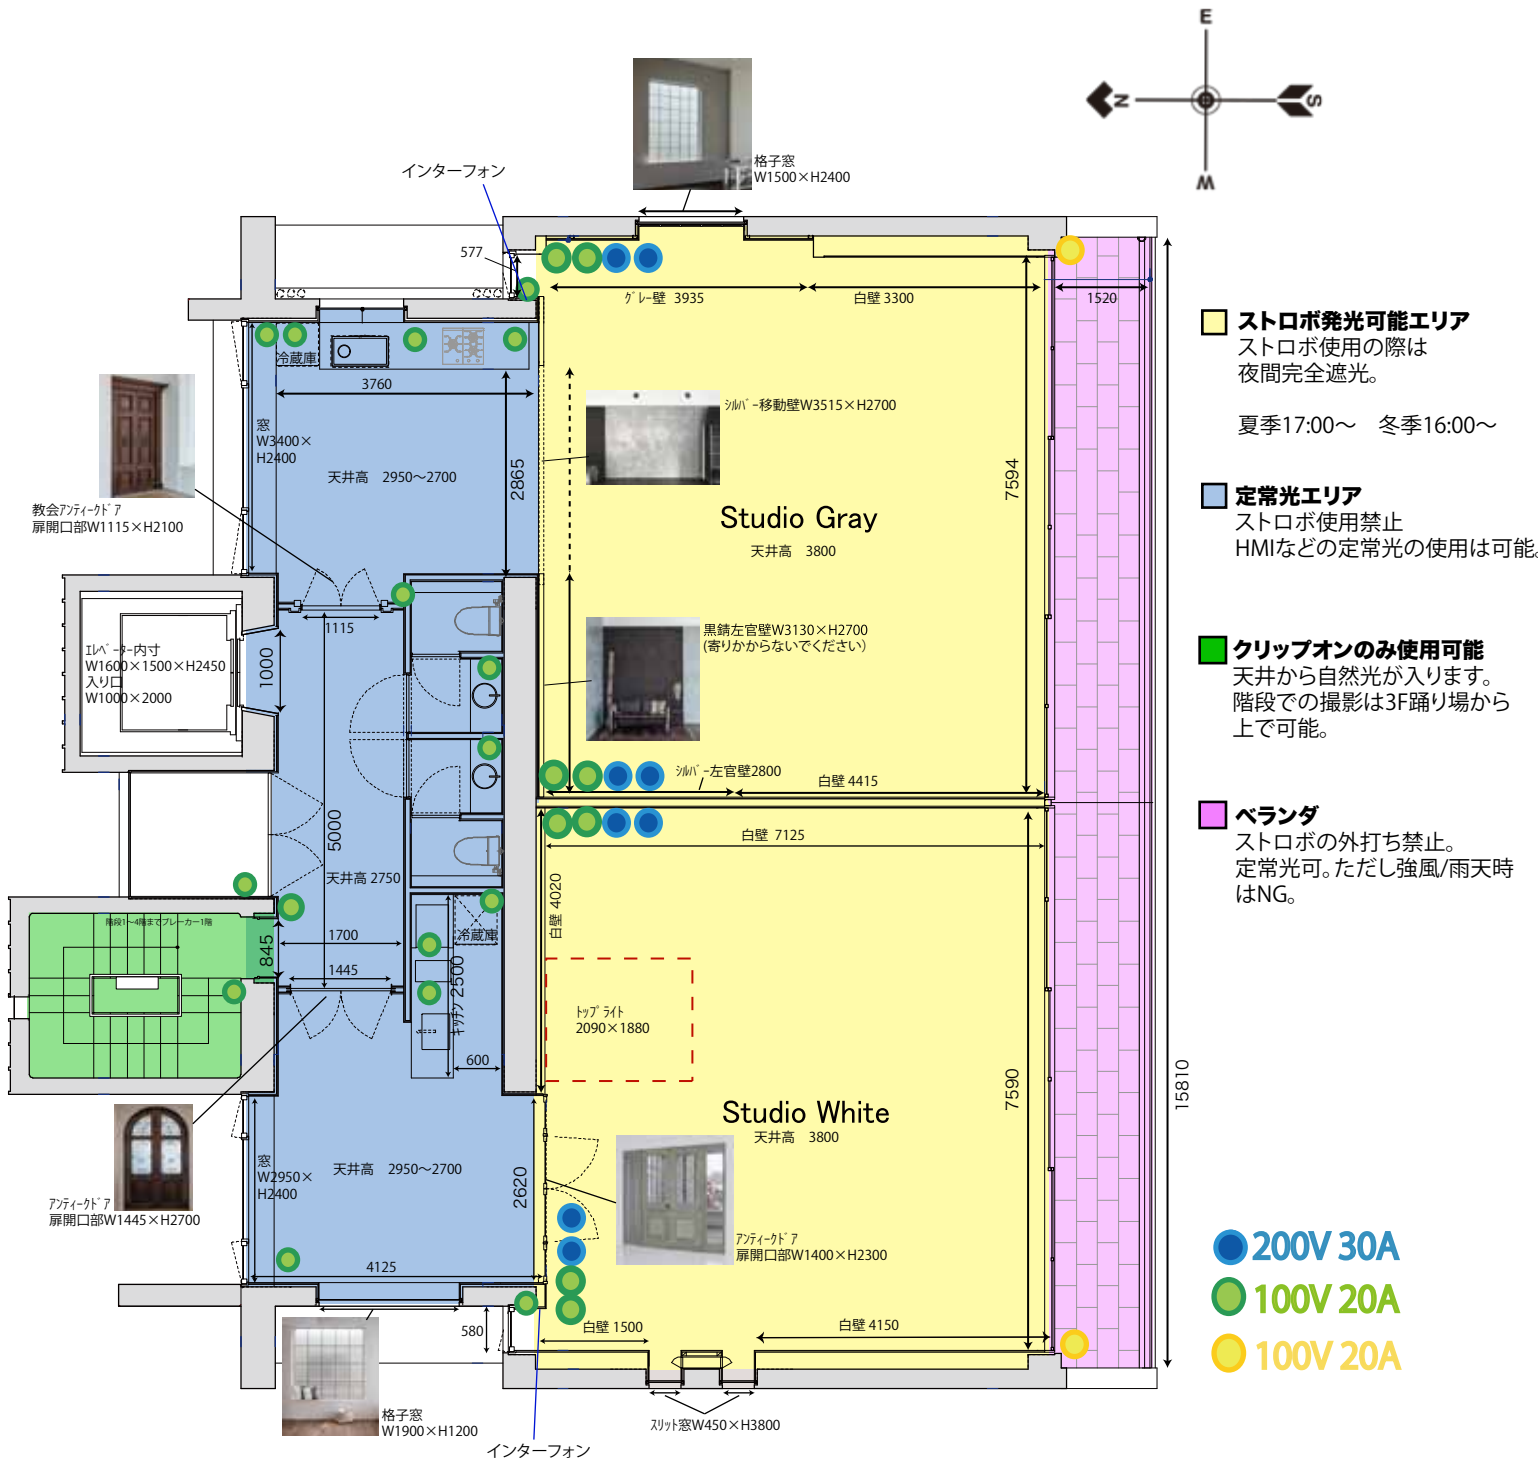 E
N
S
W
格子窓
W1500×H2400
インターフォン
577
グレー壁 3935
白壁 3300
1520
ストロボ発光可能エリア
ストロボ使用の際は
夜間完全遮光。
夏季17:00～ 冬季16:00～
冷蔵庫
3760
窓
W3400×
H2400
天井高 2950～2700
2865
シルバー移動壁W3515×H2700
7594
Studio Gray
天井高 3800
教会アンティークドア
扉開口部W1115×H2100
定常光エリア
ストロボ使用禁止
HMIなどの定常光の使用は可能。
1115
黒錆左官壁W3130×H2700
(寄りかからないでください)
エレベーター内寸
W1600×1500×H2450
入り口
W1000×2000
1000
クリップオンのみ使用可能
天井から自然光が入ります。
階段での撮影は3F踊り場から
上で可能。
シルバー左官壁2800
白壁 4415
5000
白壁 7125
天井高 2750
白壁 4020
ベランダ
ストロボの外打ち禁止。
定常光可。ただし強風/雨天時
はNG。
階段1～4階までブレーカー1階
845
1700
1445
冷蔵庫
キッチン 2500
600
トップライト
2090×1880
7590
15810
Studio White
天井高 3800
窓
W2950×
H2400
天井高 2950～2700
2620
アンティークドア
扉開口部W1445×H2700
アンティークドア
扉開口部W1400×H2300
4125
580
白壁 1500
白壁 4150
格子窓
W1900×H1200
スリット窓W450×H3800
インターフォン
200V 30A
100V 20A
100V 20A